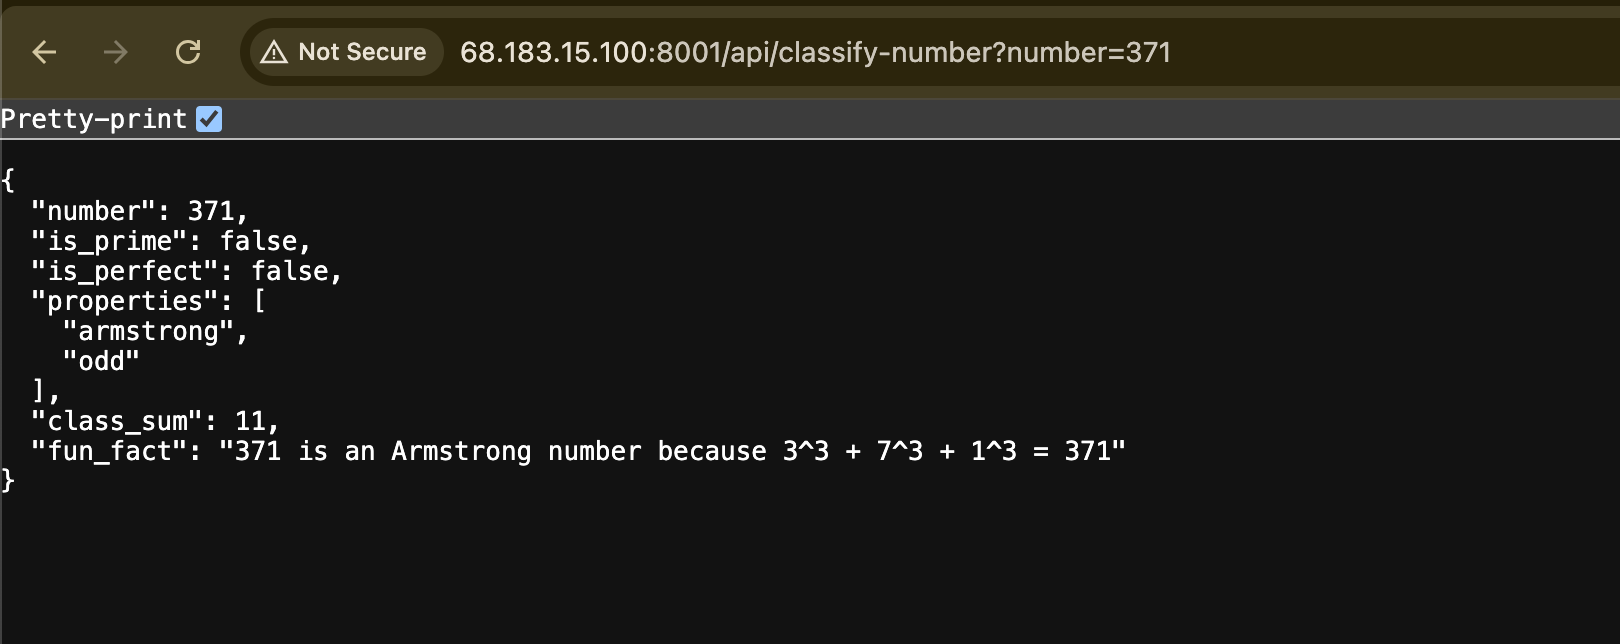 Not Secure 68.183.15.100:8001/api/classify-number?number=371
Pretty-print
{
  "number": 371,
  "is_prime": false,
  "is_perfect": false,
  "properties": [
    "armstrong",
    "odd"
  ],
  "class_sum": 11,
  "fun_fact": "371 is an Armstrong number because 3^3 + 7^3 + 1^3 = 371"
}